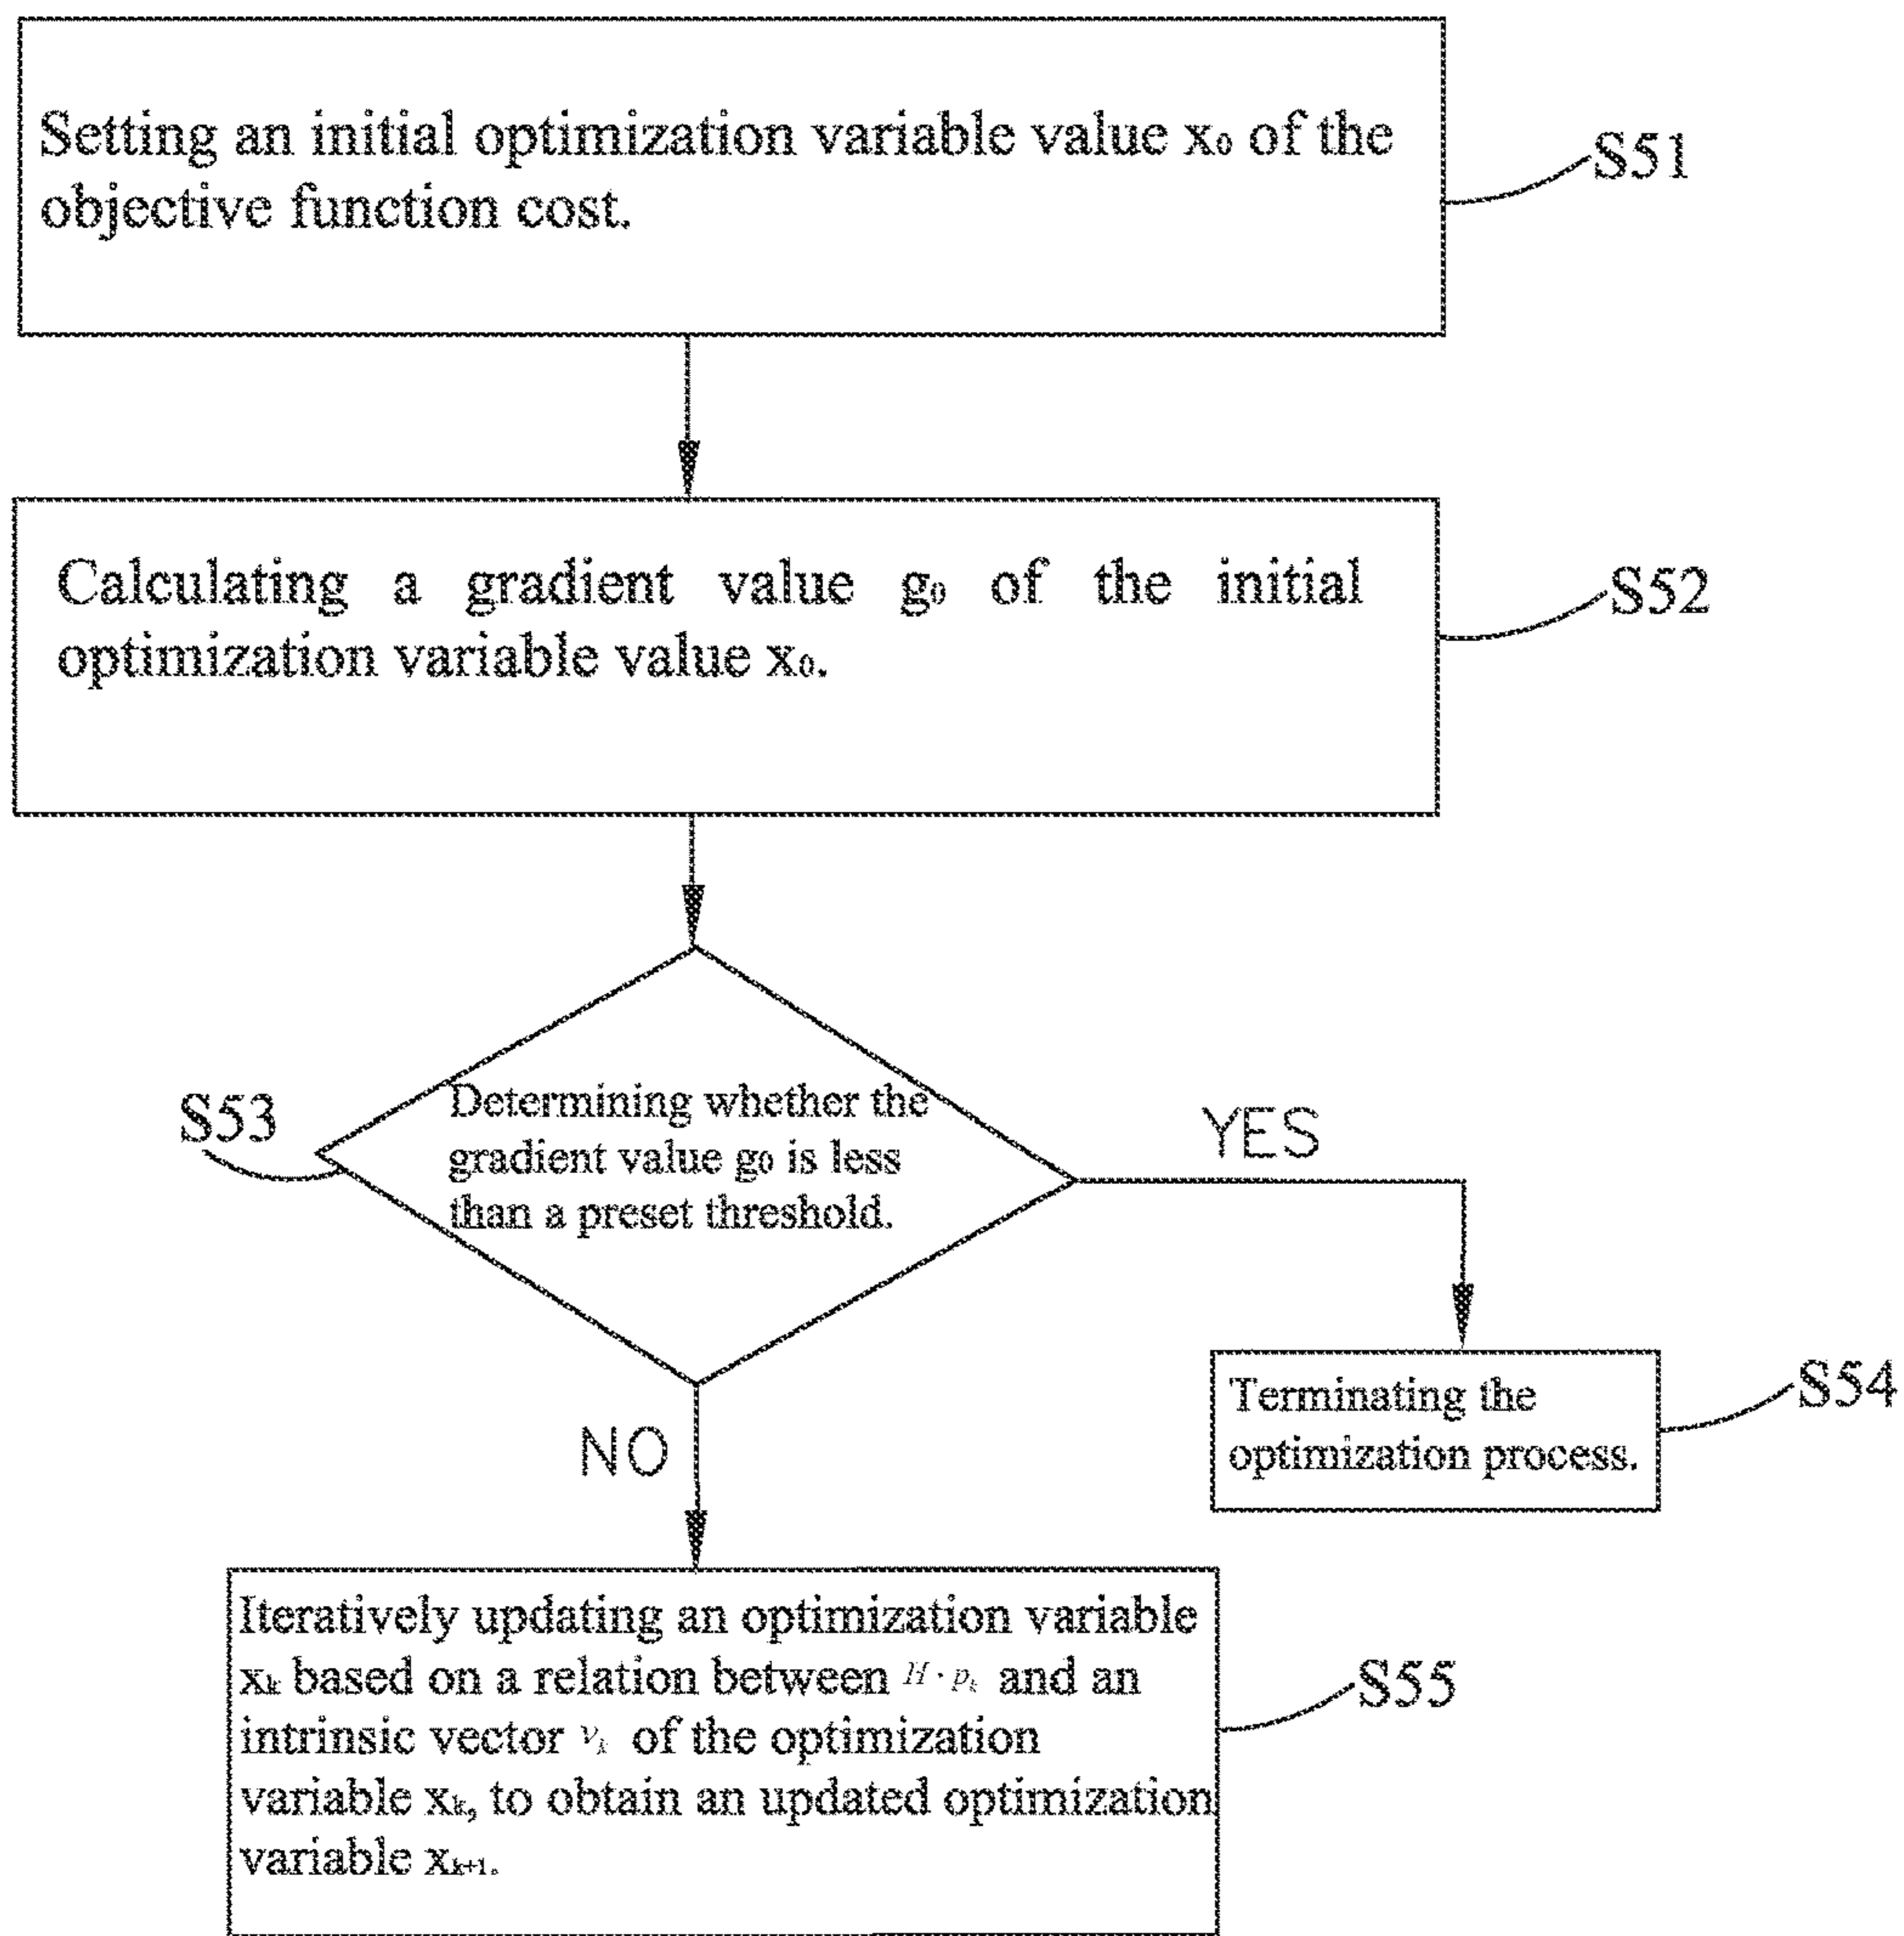 Setting an initial optimization variable value x₀ of the
objective function cost.
S51
Calculating a gradient value g₀ of the initial
optimization variable value x₀.
S52
S53
Determining whether the
gradient value g₀ is less
than a preset threshold.
YES
Terminating the
optimization process.
S54
NO
Iteratively updating an optimization variable
xₖ based on a relation between H · pₖ and an
intrinsic vector vₖ of the optimization
variable xₖ, to obtain an updated optimization
variable xₖ₊₁.
S55